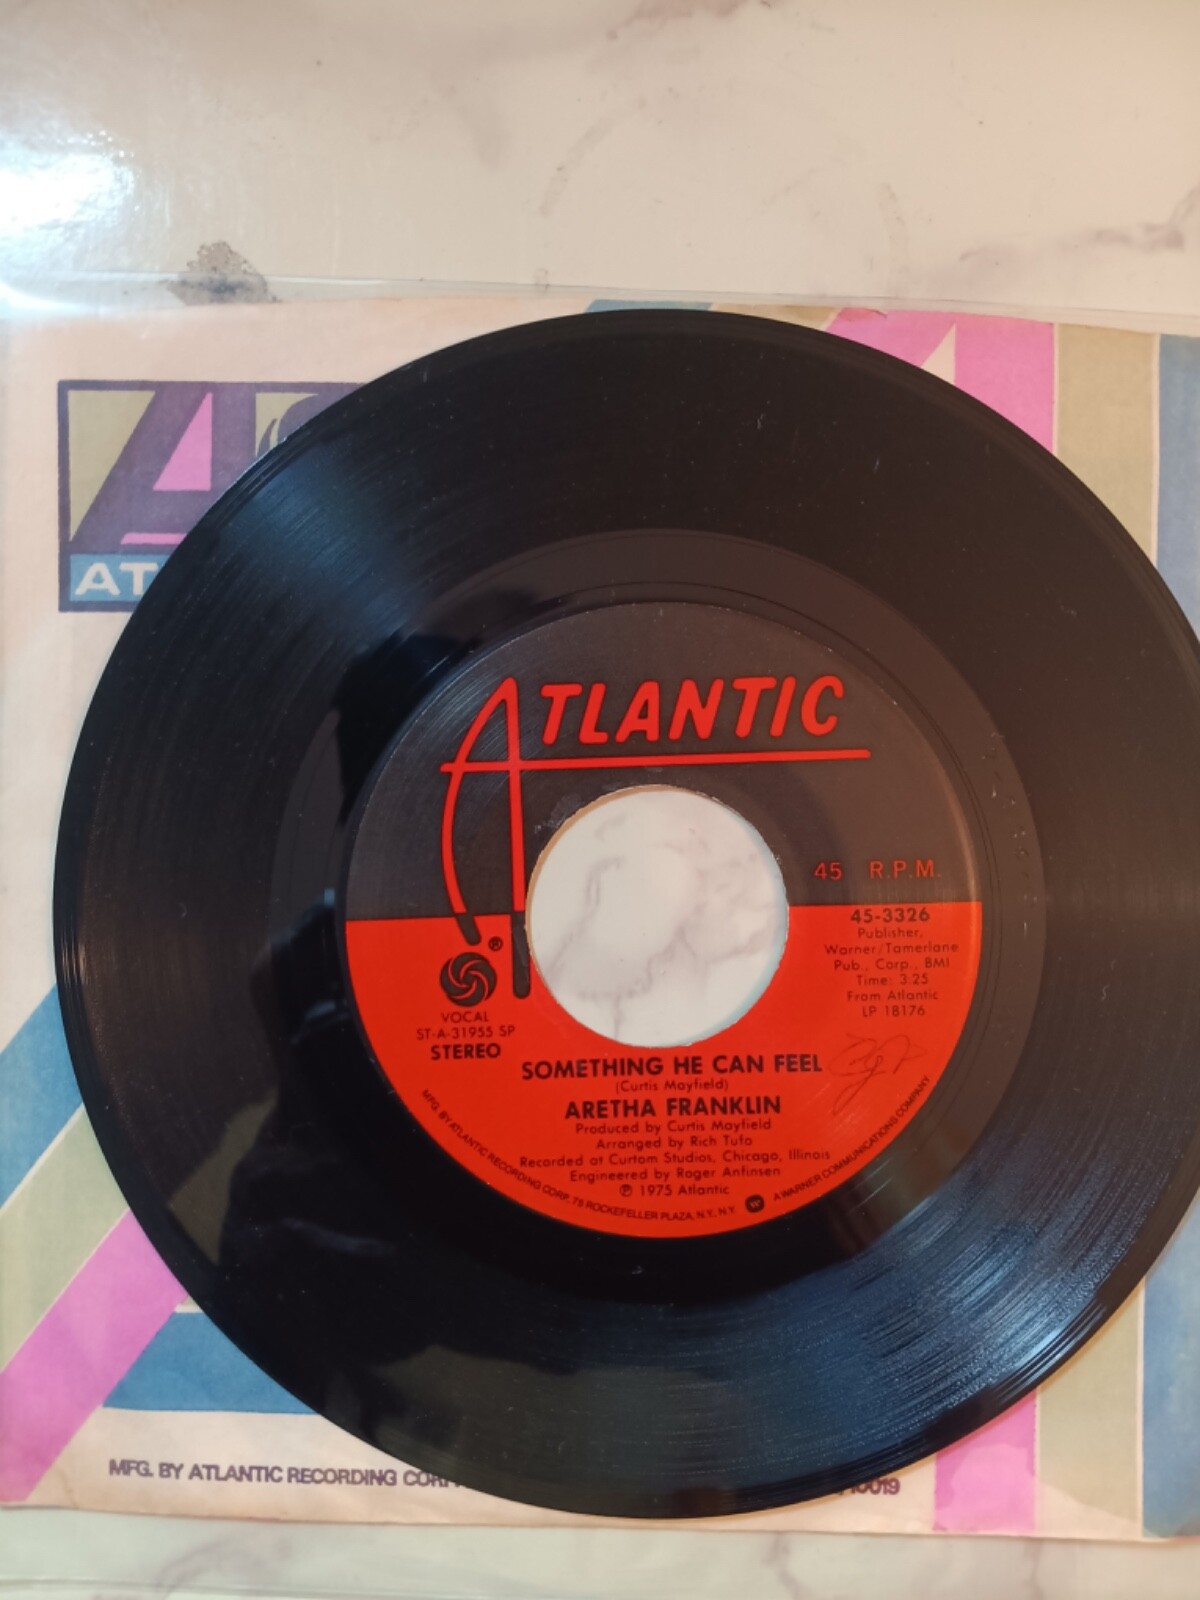 AT
ATLANTIC
45 R.P.M.
45-3326
Publisher,
Warner/Tamerlane
Pub., Corp., BMI
Time: 3:25
From Atlantic
LP 18176
®
VOCAL
ST-A-31955 SP
STEREO
SOMETHING HE CAN FEEL
(Curtis Mayfield)
ARETHA FRANKLIN
Produced by Curtis Mayfield
Arranged by Rich Tufo
Recorded at Curtom Studios, Chicago, Illinois
Engineered by Roger Anfinsen
℗ 1975 Atlantic
MFG. BY ATLANTIC RECORDING CORP., 75 ROCKEFELLER PLAZA, N.Y., N.Y. A WARNER COMMUNICATIONS COMPANY
MFG. BY ATLANTIC RECORDING CORP. 10019